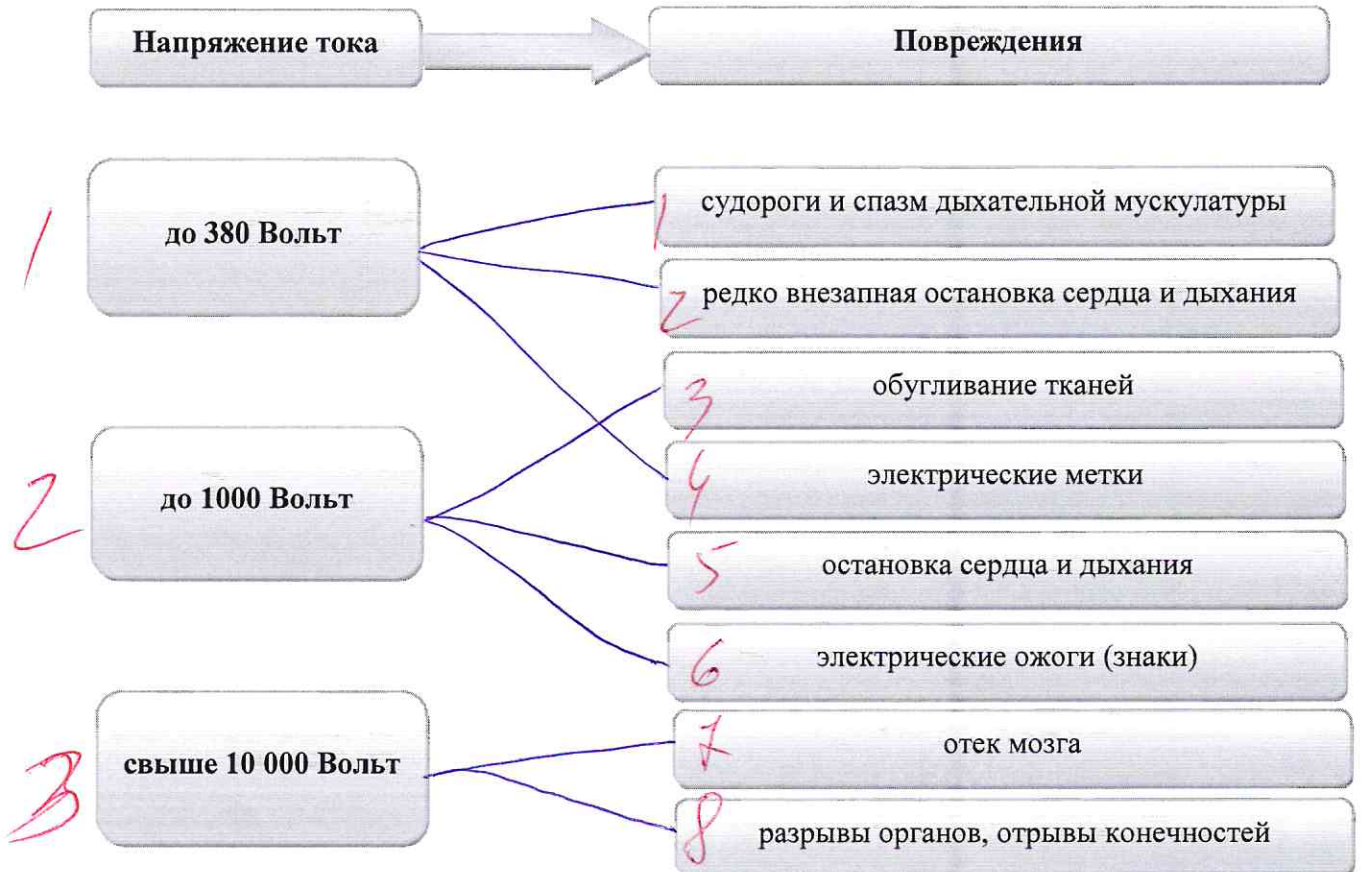 Напряжение тока
Повреждения
1
до 380 Вольт
1 судороги и спазм дыхательной мускулатуры
2 редко внезапная остановка сердца и дыхания
3 обугливание тканей
2
до 1000 Вольт
4 электрические метки
5 остановка сердца и дыхания
6 электрические ожоги (знаки)
3
свыше 10 000 Вольт
7 отек мозга
8 разрывы органов, отрывы конечностей